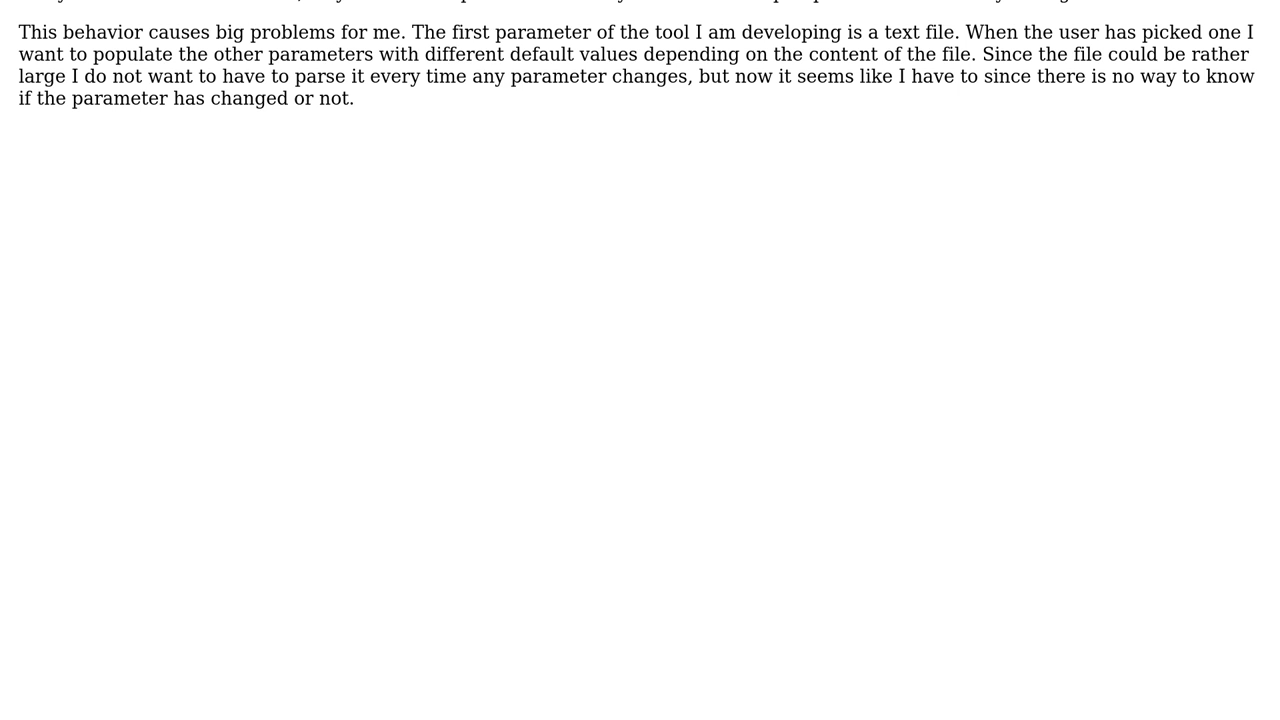 This behavior causes big problems for me. The first parameter of the tool I am developing is a text file. When the user has picked one I
want to populate the other parameters with different default values depending on the content of the file. Since the file could be rather
large I do not want to have to parse it every time any parameter changes, but now it seems like I have to since there is no way to know
if the parameter has changed or not.